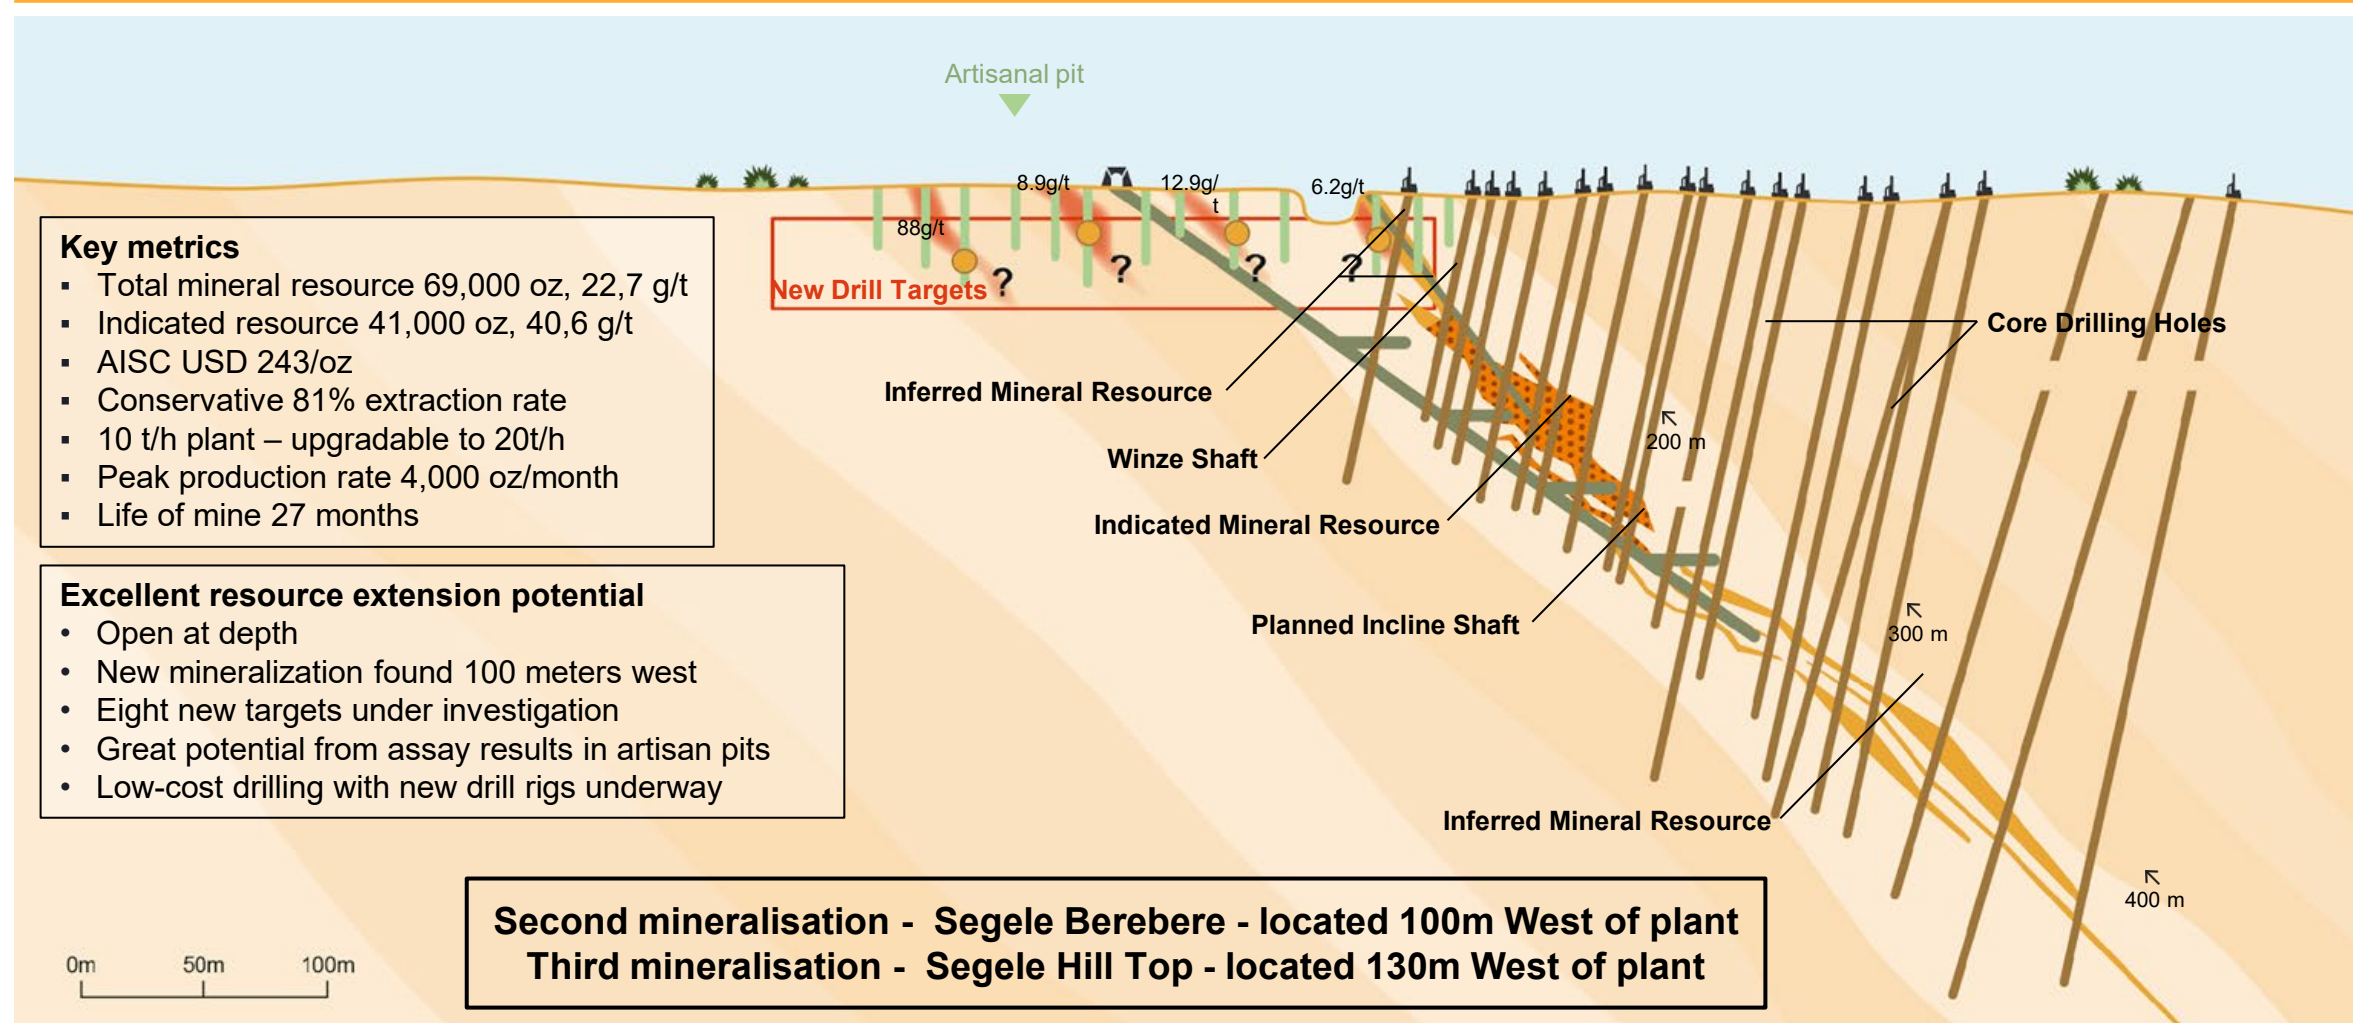 Artisanal pit
8.9g/t
12.9g/
t
6.2g/t
88g/t
New Drill Targets
?
?
?
?
Key metrics
▪ Total mineral resource 69,000 oz, 22,7 g/t
▪ Indicated resource 41,000 oz, 40,6 g/t
▪ AISC USD 243/oz
▪ Conservative 81% extraction rate
▪ 10 t/h plant – upgradable to 20t/h
▪ Peak production rate 4,000 oz/month
▪ Life of mine 27 months
Core Drilling Holes
Inferred Mineral Resource
200 m
Winze Shaft
Indicated Mineral Resource
Planned Incline Shaft
300 m
Excellent resource extension potential
• Open at depth
• New mineralization found 100 meters west
• Eight new targets under investigation
• Great potential from assay results in artisan pits
• Low-cost drilling with new drill rigs underway
Inferred Mineral Resource
400 m
Second mineralisation - Segele Berebere - located 100m West of plant
Third mineralisation - Segele Hill Top - located 130m West of plant
0m 50m 100m